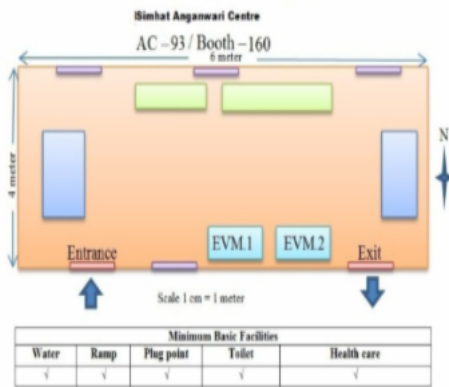 ISimhat Anganwari Centre
AC -93 / Booth -160
6 meter
4 meter
N
EVM.1 EVM.2
Entrance Exit
Scale 1 cm = 1 meter
Minimum Basic Facilities
Water Ramp Plug point Toilet Health care
√ √ √ √ √